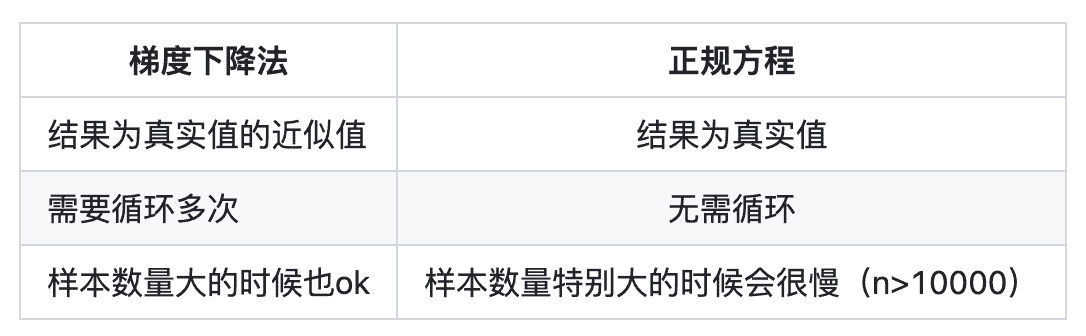 梯度下降法 正规方程
结果为真实值的近似值 结果为真实值
需要循环多次 无需循环
样本数量大的时候也ok 样本数量特别大的时候会很慢（n>10000）